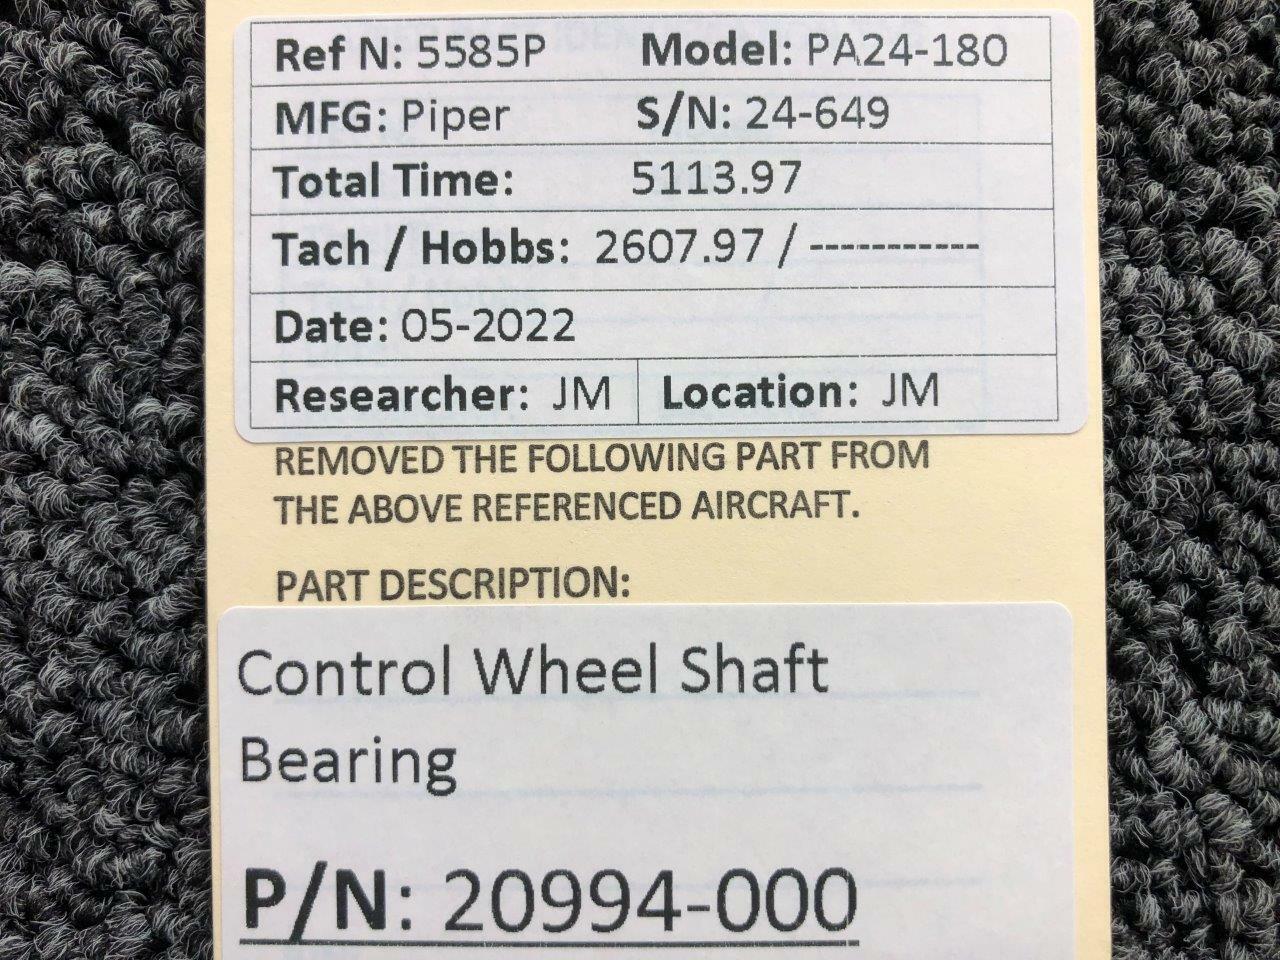 Ref N: 5585P Model: PA24-180
MFG: Piper S/N: 24-649
Total Time: 5113.97
Tach / Hobbs: 2607.97 / -----------
Date: 05-2022
Researcher: JM Location: JM
REMOVED THE FOLLOWING PART FROM
THE ABOVE REFERENCED AIRCRAFT.
PART DESCRIPTION:
Control Wheel Shaft
Bearing
P/N: 20994-000